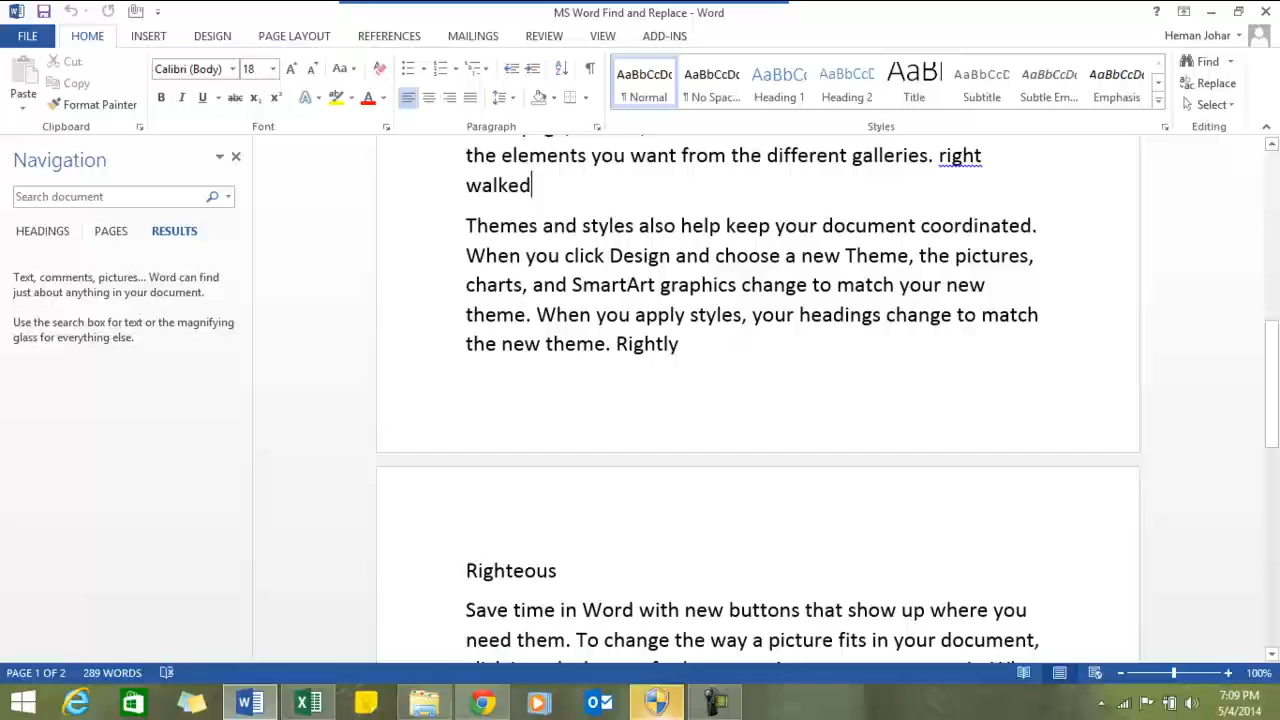 MS Word Find and Replace - Word
FILE HOME INSERT DESIGN PAGE LAYOUT REFERENCES MAILINGS REVIEW VIEW ADD-INS
Heman Johar
Paste
Cut
Copy
Format Painter
Clipboard
Calibri (Body) 18
Font
Paragraph
AaBbCcDc AaBbCcDc AaBbCc AaBbCcD AaBl AaBbCcD AaBbCcDc AaBbCcDc
¶ Normal ¶ No Spac... Heading 1 Heading 2 Title Subtitle Subtle Em... Emphasis
Styles
Find
Replace
Select
Editing
Navigation
Search document
HEADINGS PAGES RESULTS
Text, comments, pictures... Word can find
just about anything in your document.
Use the search box for text or the magnifying
glass for everything else.
the elements you want from the different galleries. right
walked
Themes and styles also help keep your document coordinated.
When you click Design and choose a new Theme, the pictures,
charts, and SmartArt graphics change to match your new
theme. When you apply styles, your headings change to match
the new theme. Rightly
Righteous
Save time in Word with new buttons that show up where you
need them. To change the way a picture fits in your document,
PAGE 1 OF 2 289 WORDS
100%
7:09 PM
5/4/2014